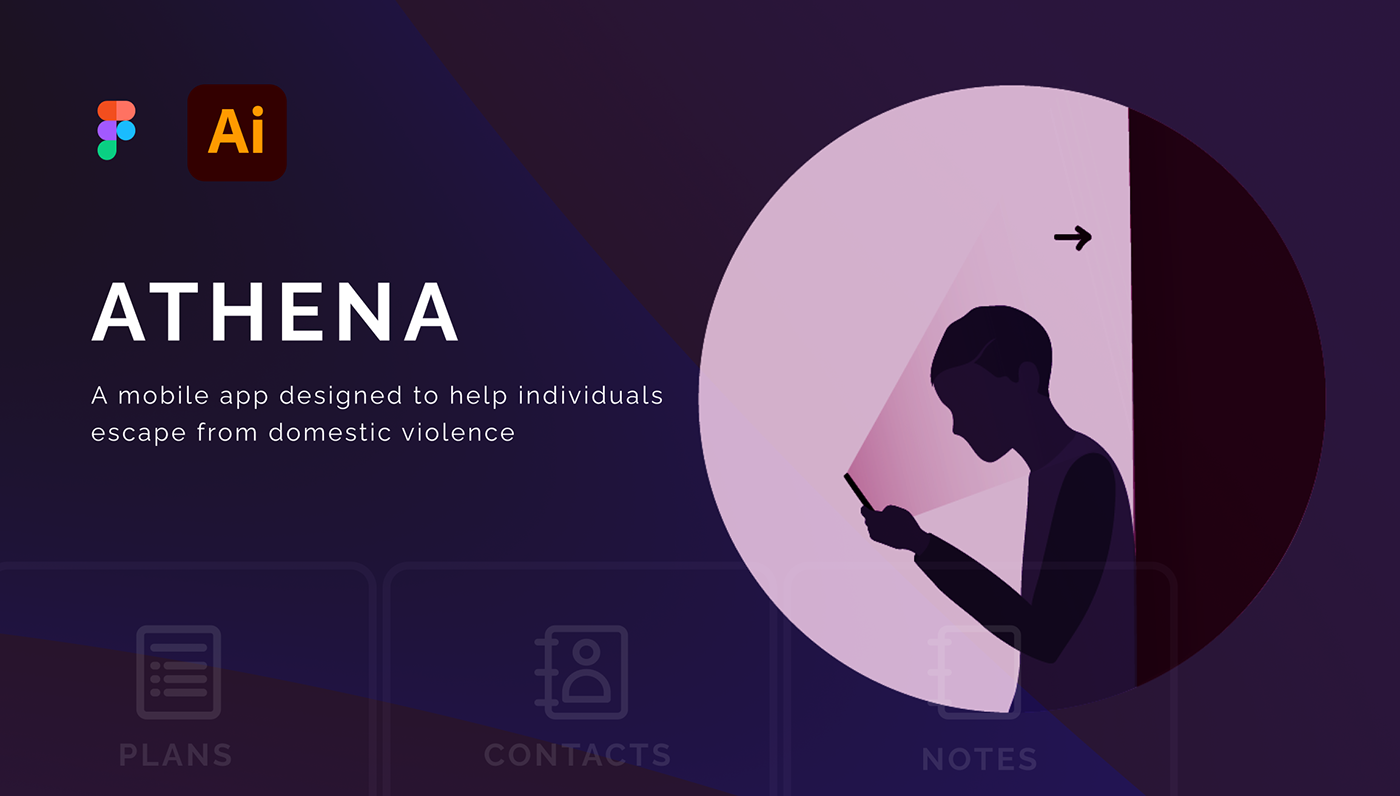 Ai
ATHENA
A mobile app designed to help individuals
escape from domestic violence
PLANS
CONTACTS
NOTES